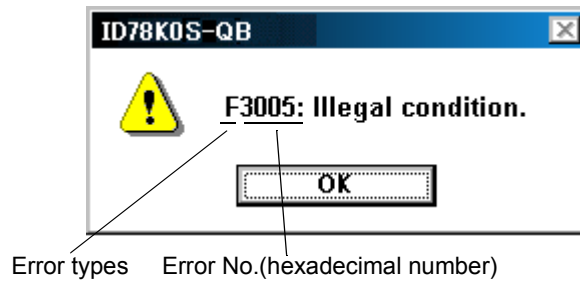 ID78K0S-QB
F3005: Illegal condition.
OK
Error types Error No.(hexadecimal number)